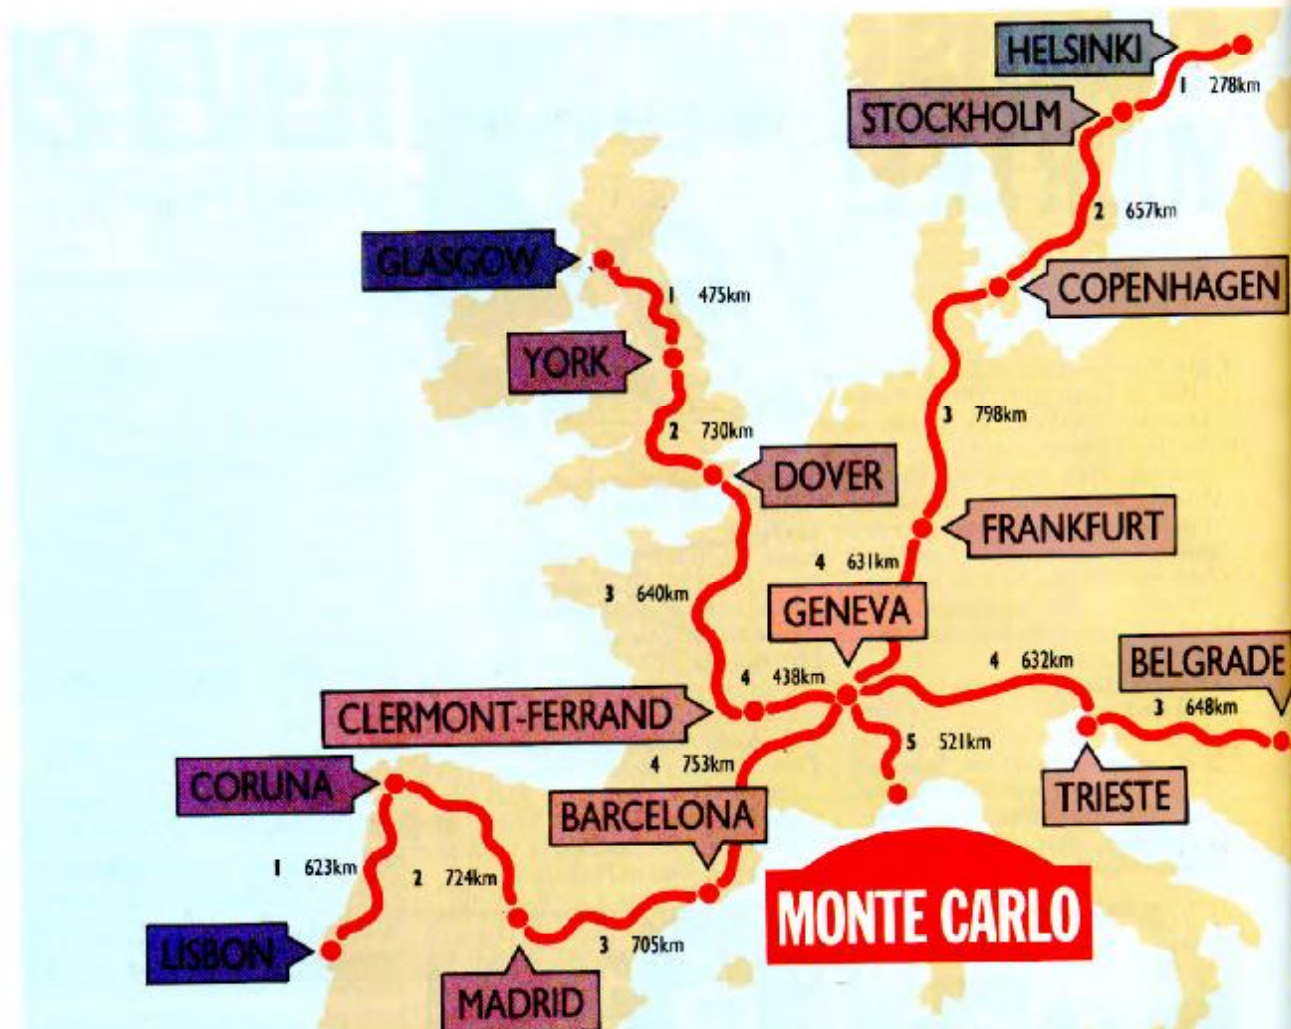 HELSINKI
1 278km
STOCKHOLM
2 657km
GLASGOW
1 475km
COPENHAGEN
YORK
2 730km
3 798km
DOVER
FRANKFURT
4 631km
3 640km
GENEVA
4 438km
4 632km
BELGRADE
3 648km
CLERMONT-FERRAND
5 521km
4 753km
CORUNA
BARCELONA
TRIESTE
1 623km
2 724km
MONTE CARLO
LISBON
3 705km
MADRID